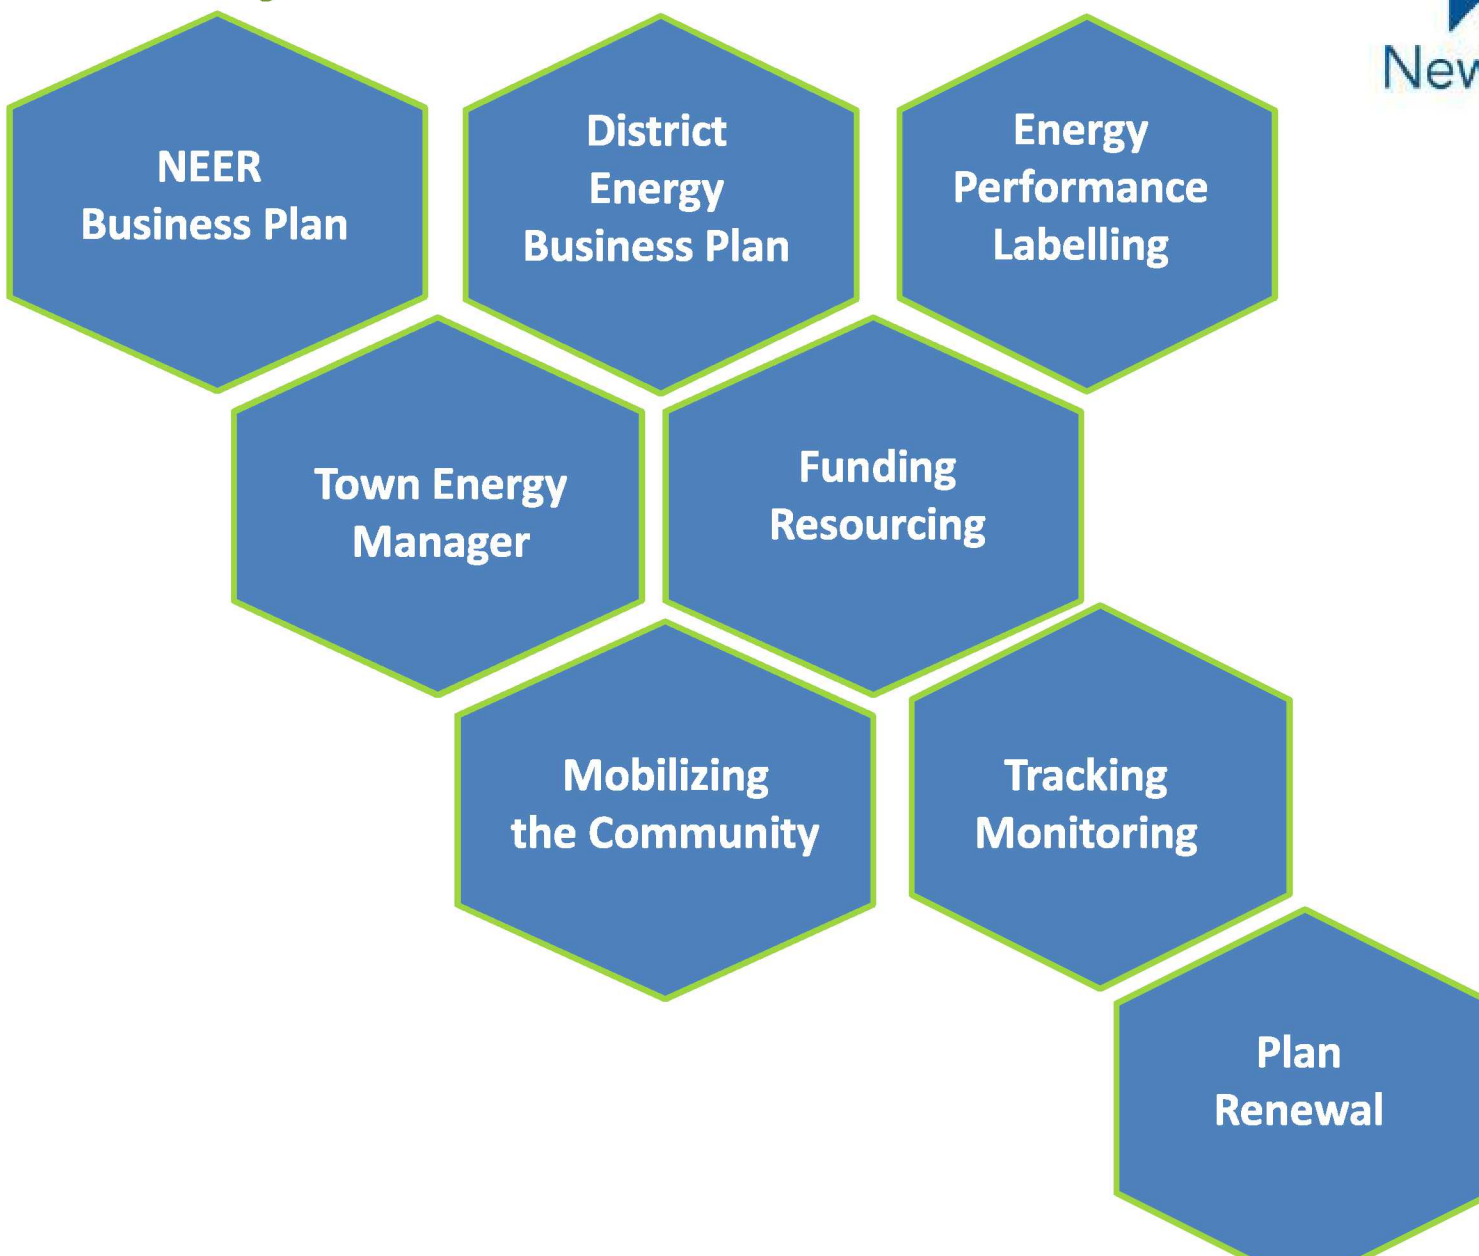 NEER
Business Plan
District
Energy
Business Plan
Energy
Performance
Labelling
Town Energy
Manager
Funding
Resourcing
Mobilizing
the Community
Tracking
Monitoring
Plan
Renewal